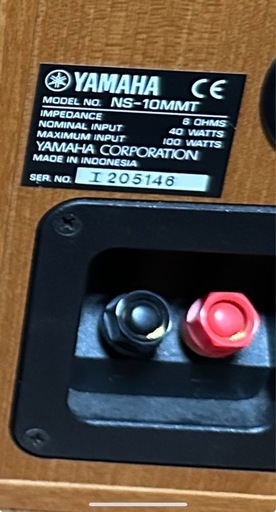 YAMAHA CE
MODEL NO. NS-10MMT
IMPEDANCE 6 OHMS
NOMINAL INPUT 40 WATTS
MAXIMUM INPUT 100 WATTS
YAMAHA CORPORATION
MADE IN INDONESIA
SER. NO. I 205146